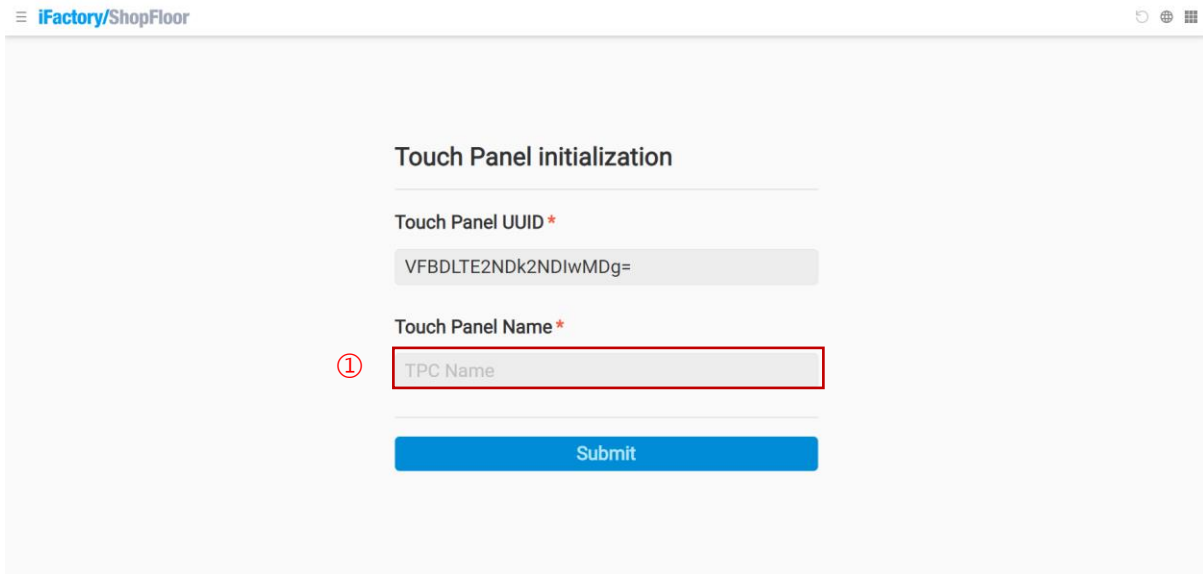 iFactory/ShopFloor
Touch Panel initialization
Touch Panel UUID *
VFBDLTE2NDk2NDIwMDg=
Touch Panel Name *
① TPC Name
Submit